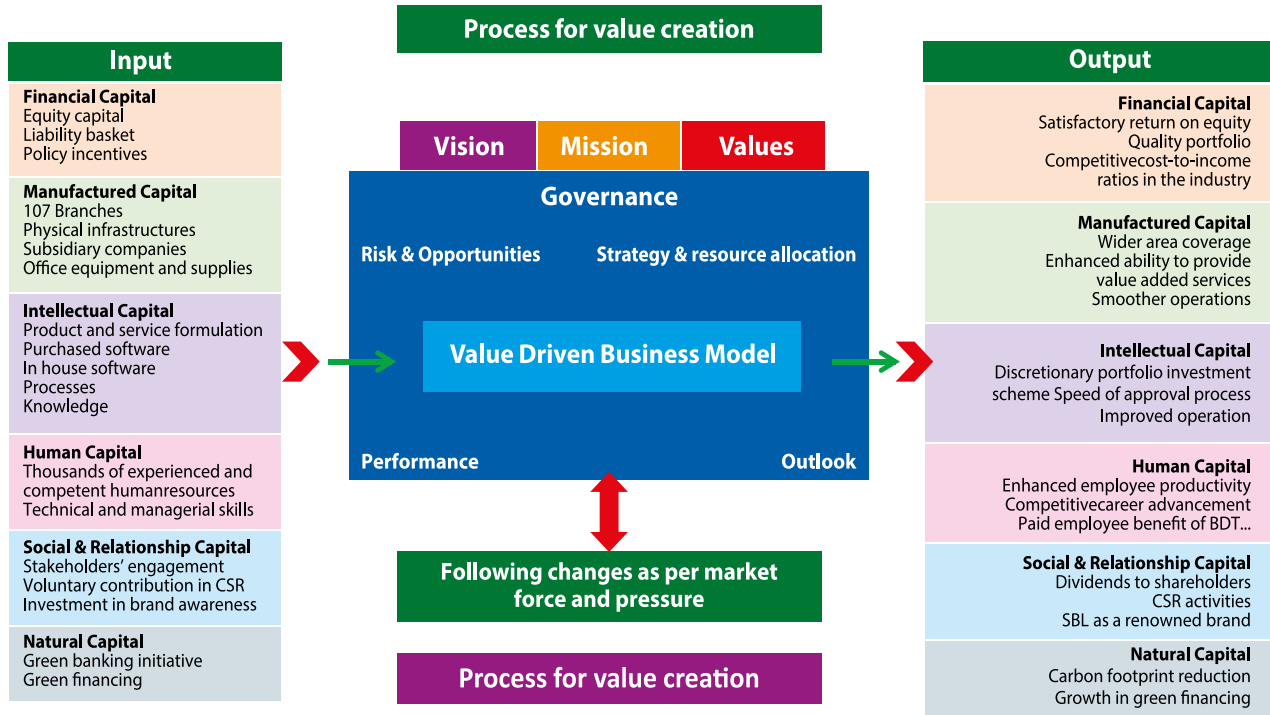 Process for value creation
Input
Financial Capital
Equity capital
Liability basket
Policy incentives
Manufactured Capital
107 Branches
Physical infrastructures
Subsidiary companies
Office equipment and supplies
Intellectual Capital
Product and service formulation
Purchased software
In house software
Processes
Knowledge
Human Capital
Thousands of experienced and
competent humanresources
Technical and managerial skills
Social & Relationship Capital
Stakeholders’ engagement
Voluntary contribution in CSR
Investment in brand awareness
Natural Capital
Green banking initiative
Green financing
Vision
Mission
Values
Governance
Risk & Opportunities
Strategy & resource allocation
Value Driven Business Model
Performance
Outlook
Following changes as per market
force and pressure
Process for value creation
Output
Financial Capital
Satisfactory return on equity
Quality portfolio
Competitivecost-to-income
ratios in the industry
Manufactured Capital
Wider area coverage
Enhanced ability to provide
value added services
Smoother operations
Intellectual Capital
Discretionary portfolio investment
scheme Speed of approval process
Improved operation
Human Capital
Enhanced employee productivity
Competitivecareer advancement
Paid employee benefit of BDT...
Social & Relationship Capital
Dividends to shareholders
CSR activities
SBL as a renowned brand
Natural Capital
Carbon footprint reduction
Growth in green financing